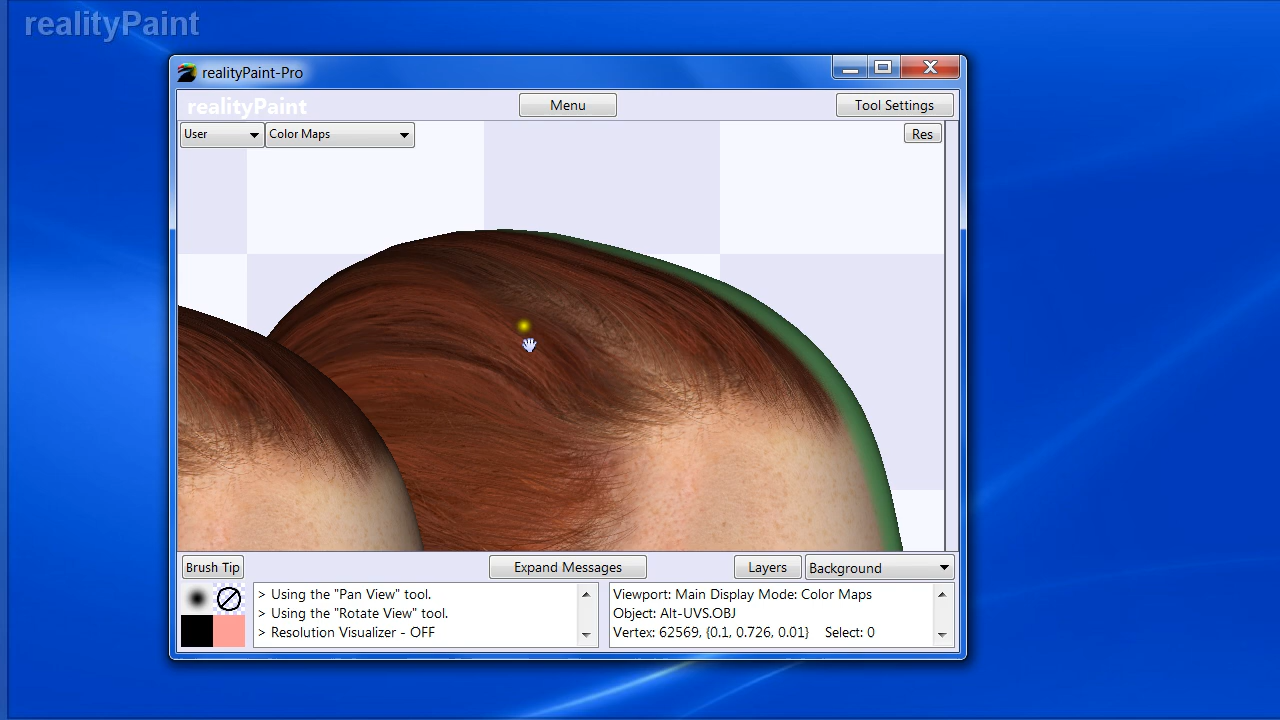 realityPaint
realityPaint-Pro
realityPaint
Menu
Tool Settings
User
Color Maps
Res
Brush Tip
Expand Messages
Layers
Background
> Using the "Pan View" tool.
> Using the "Rotate View" tool.
> Resolution Visualizer - OFF
Viewport: Main Display Mode: Color Maps
Object: Alt-UVS.OBJ
Vertex: 62569, {0.1, 0.726, 0.01} Select: 0